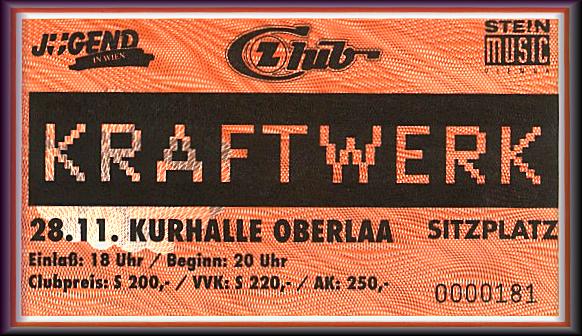 JUGEND
IN WIEN
STEIN
MUSIC
VIENNA
KRAFTWERK
28.11. KURHALLE OBERLAA SITZPLATZ
Einlaß: 18 Uhr / Beginn: 20 Uhr
Clubpreis: S 200,- / VVK: S 220,- / AK: 250,-
0000181